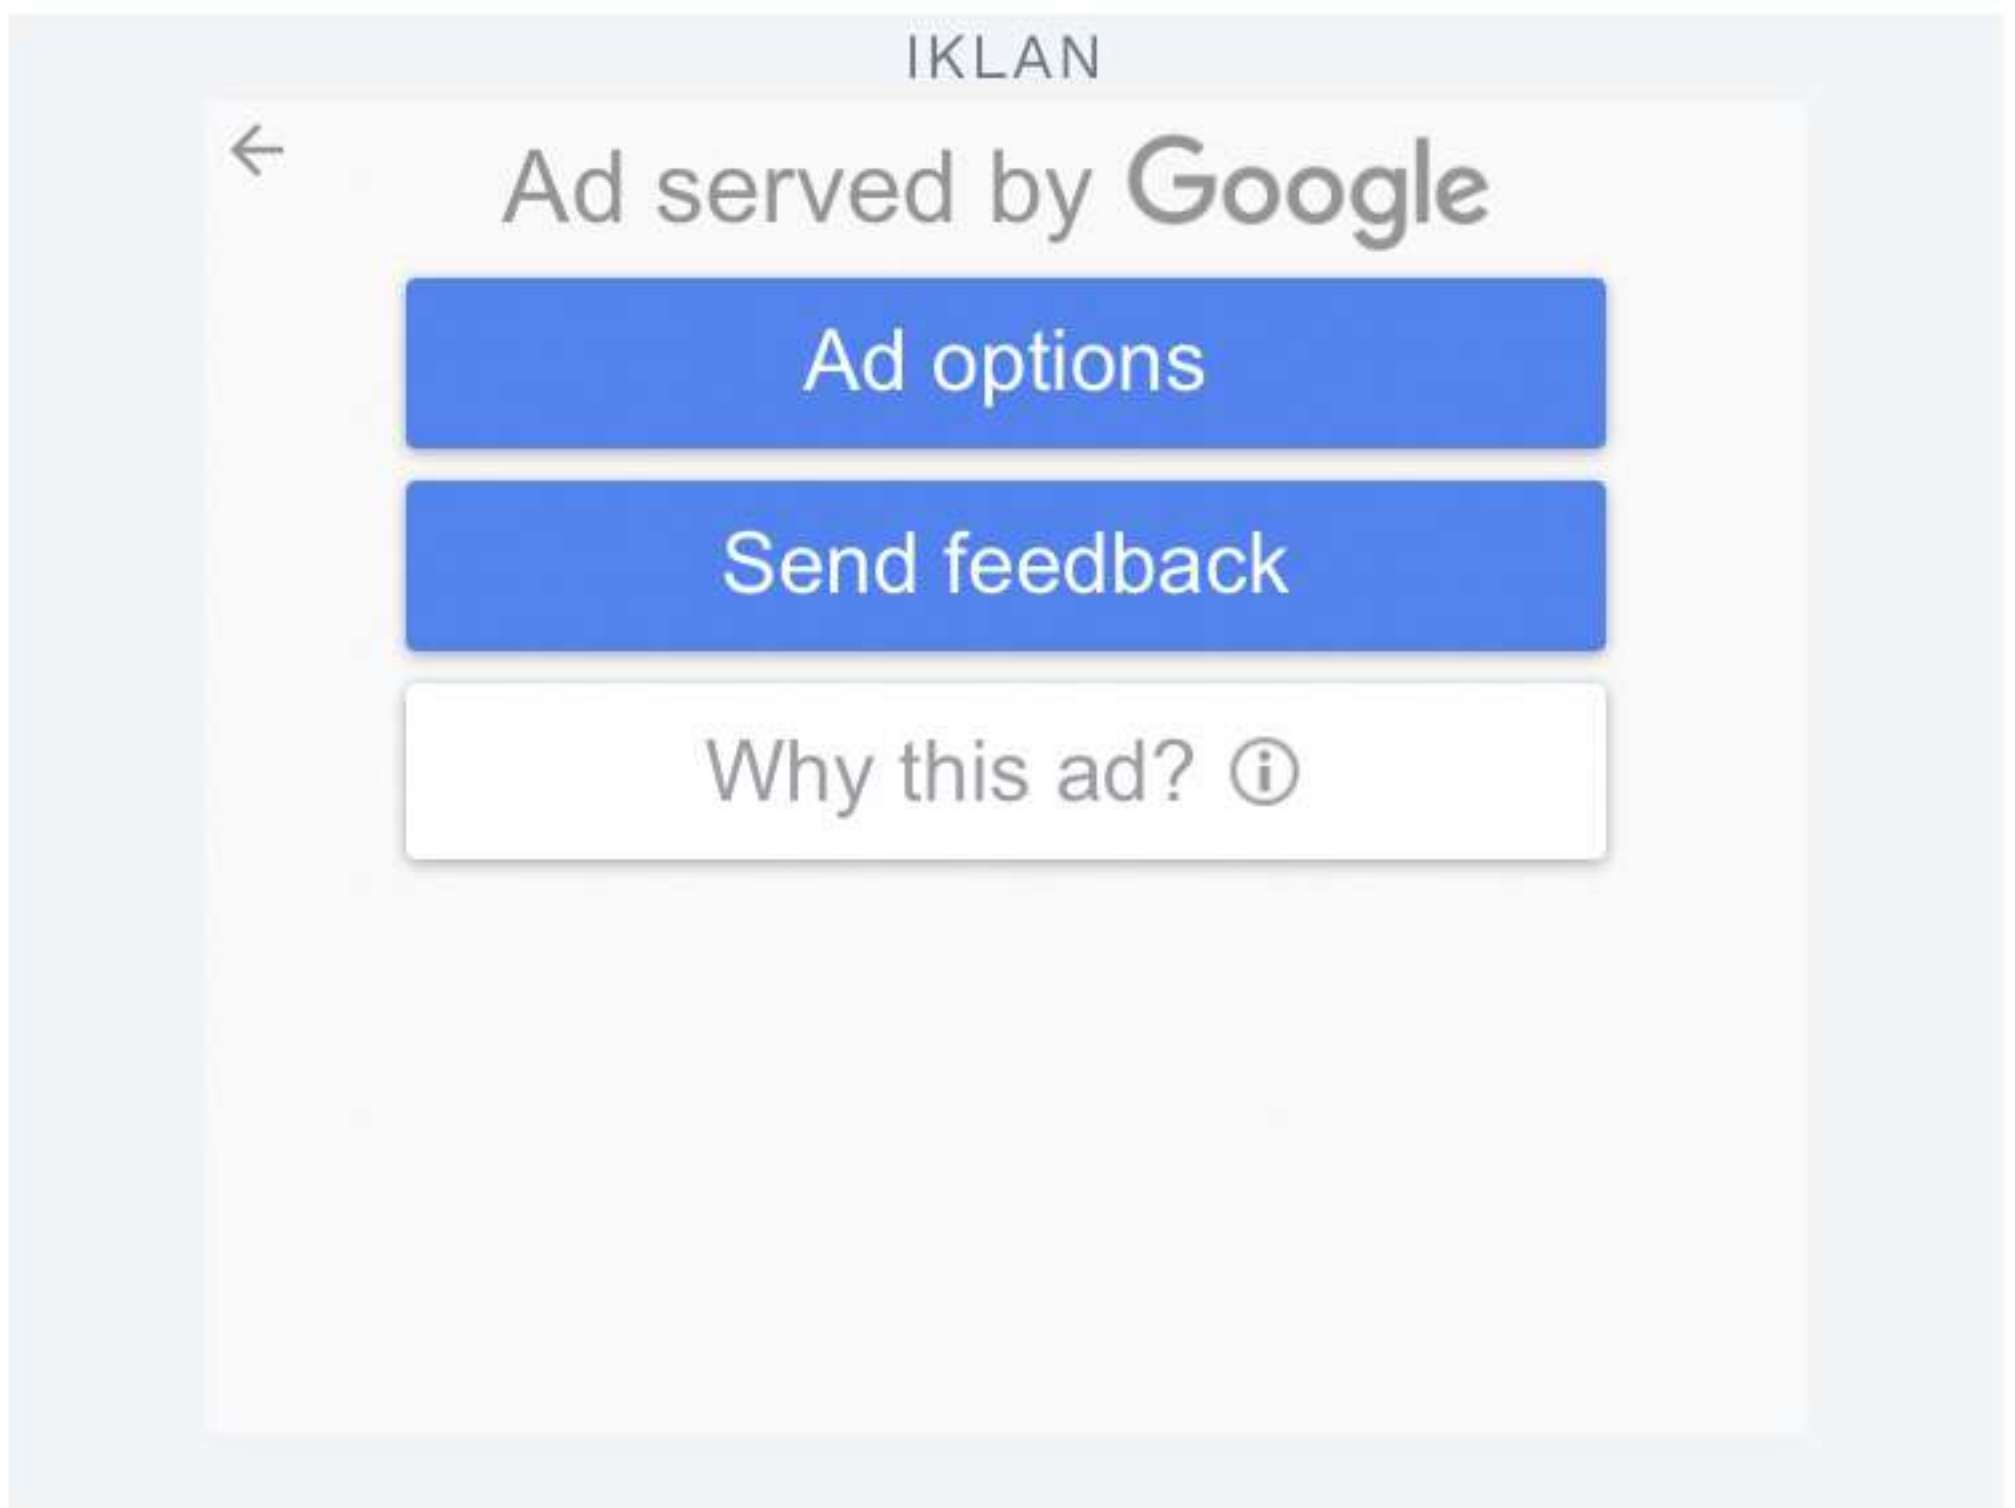 IKLAN
Ad served by Google
Ad options
Send feedback
Why this ad?